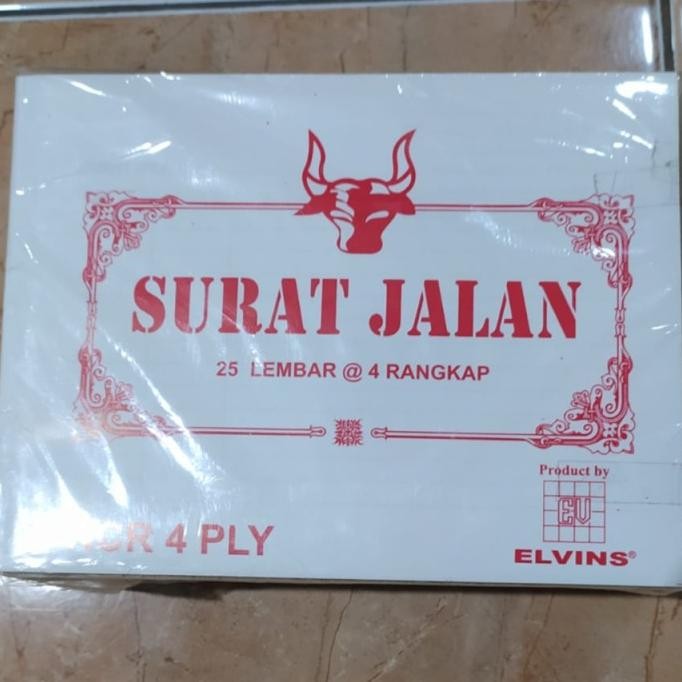 SURAT JALAN
25 LEMBAR @ 4 RANGKAP
Product by
EV
ELVINS®
4 PLY